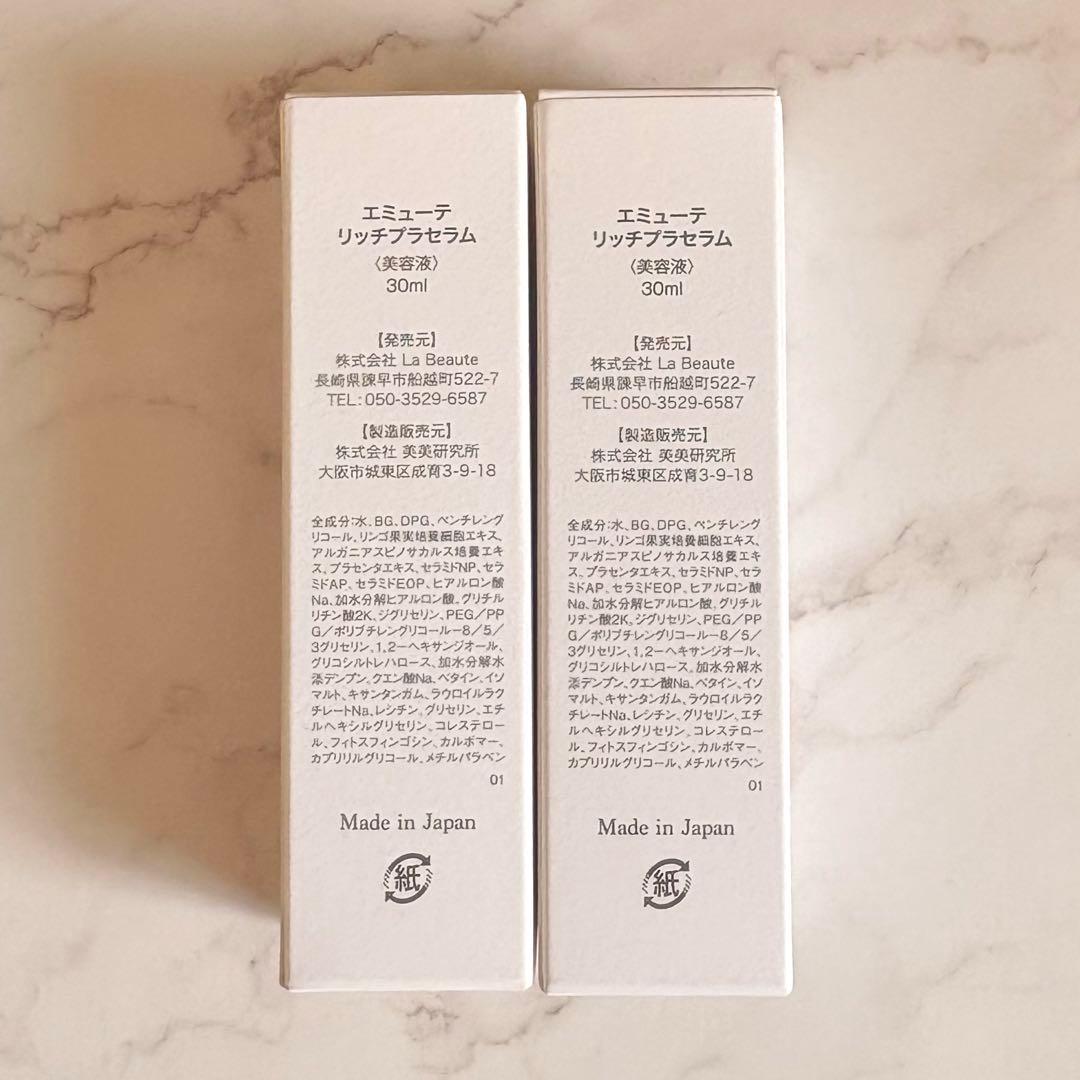 エミューテ
リッチプラセラム
〈美容液〉
30ml
【発売元】
株式会社 La Beaute
長崎県諫早市船越町522-7
TEL:050-3529-6587
【製造販売元】
株式会社 美美研究所
大阪市城東区成育3-9-18
全成分:水、BG、DPG、ペンチレング
リコール、リンゴ果実培養細胞エキス、
アルガニアスピノサカルス培養エキ
ス、プラセンタエキス、セラミドNP、セラ
ミドAP、セラミドEOP、ヒアルロン酸
Na、加水分解ヒアルロン酸、グリチル
リチン酸2K、ジグリセリン、PEG/PP
G/ポリブチレングリコール-8/5/
3グリセリン、1,2-ヘキサンジオール、
グリコシルトレハロース、加水分解水
添デンプン、クエン酸Na、ベタイン、イソ
マルト、キサンタンガム、ラウロイルラク
チレートNa、レシチン、グリセリン、エチ
ルヘキシルグリセリン、コレステロー
ル、フィトスフィンゴシン、カルボマー、
カプリリルグリコール、メチルパラベン
01
Made in Japan
紙
エミューテ
リッチプラセラム
〈美容液〉
30ml
【発売元】
株式会社 La Beaute
長崎県諫早市船越町522-7
TEL:050-3529-6587
【製造販売元】
株式会社 美美研究所
大阪市城東区成育3-9-18
全成分:水、BG、DPG、ペンチレング
リコール、リンゴ果実培養細胞エキス、
アルガニアスピノサカルス培養エキ
ス、プラセンタエキス、セラミドNP、セラ
ミドAP、セラミドEOP、ヒアルロン酸
Na、加水分解ヒアルロン酸、グリチル
リチン酸2K、ジグリセリン、PEG/PP
G/ポリブチレングリコール-8/5/
3グリセリン、1,2-ヘキサンジオール、
グリコシルトレハロース、加水分解水
添デンプン、クエン酸Na、ベタイン、イソ
マルト、キサンタンガム、ラウロイルラク
チレートNa、レシチン、グリセリン、エチ
ルヘキシルグリセリン、コレステロー
ル、フィトスフィンゴシン、カルボマー、
カプリリルグリコール、メチルパラベン
01
Made in Japan
紙